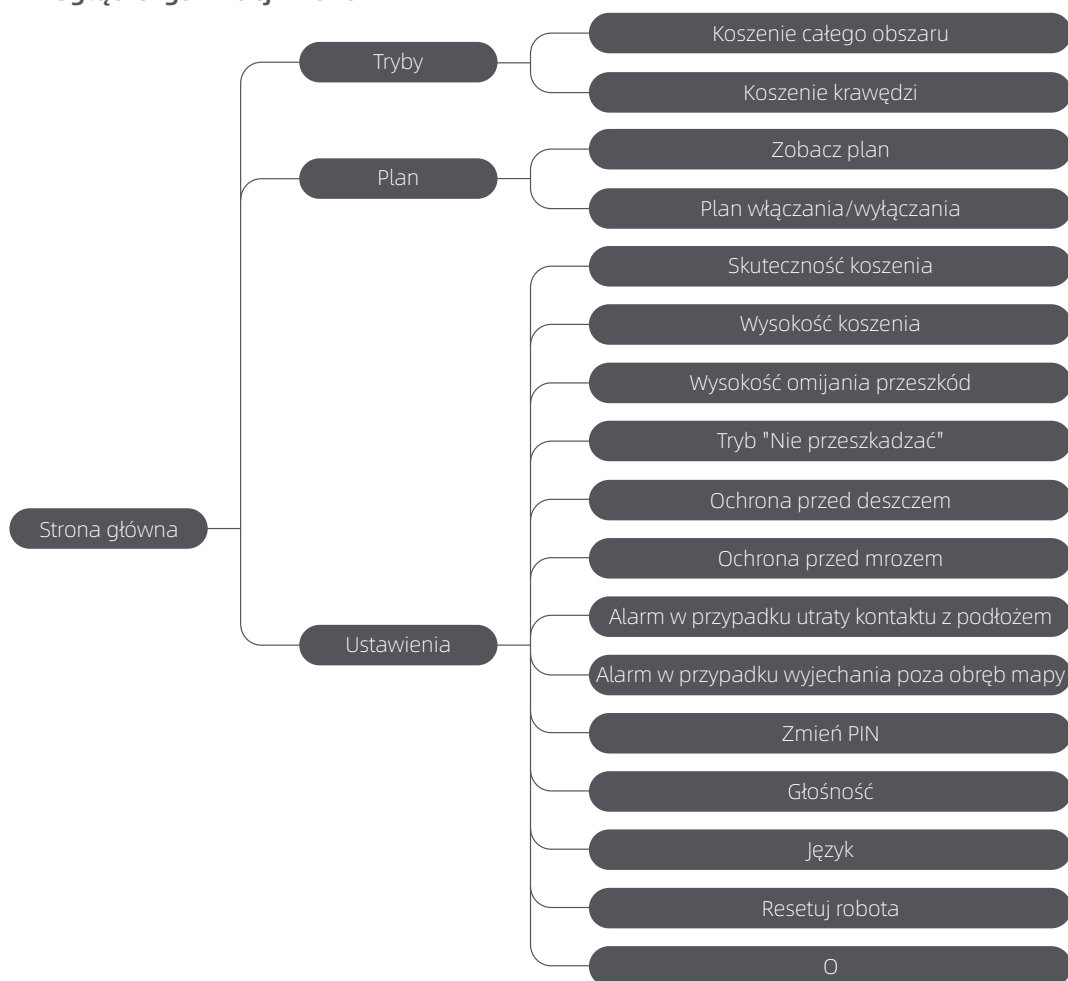 Tryby
Koszenie całego obszaru
Koszenie krawędzi
Plan
Zobacz plan
Plan włączania/wyłączania
Strona główna
Ustawienia
Skuteczność koszenia
Wysokość koszenia
Wysokość omijania przeszkód
Tryb "Nie przeszkadzać"
Ochrona przed deszczem
Ochrona przed mrozem
Alarm w przypadku utraty kontaktu z podłożem
Alarm w przypadku wyjechania poza obręb mapy
Zmień PIN
Głośność
Język
Resetuj robota
O